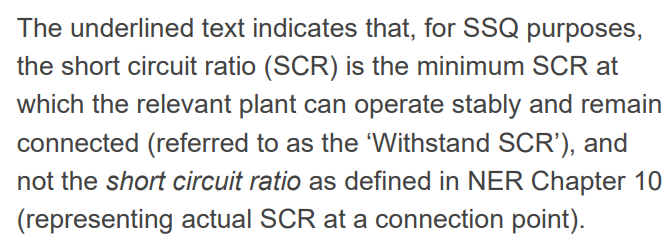 The underlined text indicates that, for SSQ purposes,
the short circuit ratio (SCR) is the minimum SCR at
which the relevant plant can operate stably and remain
connected (referred to as the ‘Withstand SCR’), and
not the short circuit ratio as defined in NER Chapter 10
(representing actual SCR at a connection point).